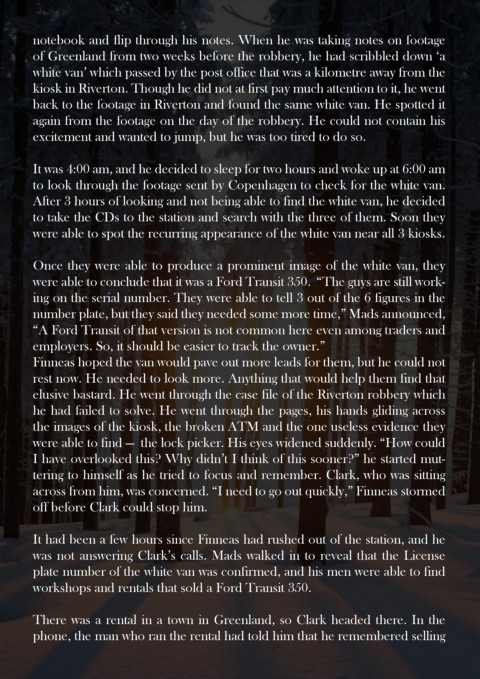 notebook and flip through his notes. When he was taking notes on footage
of Greenland from two weeks before the robbery, he had scribbled down ‘a
white van’ which passed by the post office that was a kilometre away from the
kiosk in Riverton. Though he did not at first pay much attention to it, he went
back to the footage in Riverton and found the same white van. He spotted it
again from the footage on the day of the robbery. He could not contain his
excitement and wanted to jump, but he was too tired to do so.
It was 4:00 am, and he decided to sleep for two hours and woke up at 6:00 am
to look through the footage sent by Copenhagen to check for the white van.
After 3 hours of looking and not being able to find the white van, he decided
to take the CDs to the station and search with the three of them. Soon they
were able to spot the recurring appearance of the white van near all 3 kiosks.
Once they were able to produce a prominent image of the white van, they
were able to conclude that it was a Ford Transit 350. “The guys are still work-
ing on the serial number. They were able to tell 3 out of the 6 figures in the
number plate, but they said they needed some more time,” Mads announced,
“A Ford Transit of that version is not common here even among traders and
employers. So, it should be easier to track the owner.”
Finneas hoped the van would pave out more leads for them, but he could not
rest now. He needed to look more. Anything that would help them find that
elusive bastard. He went through the case file of the Riverton robbery which
he had failed to solve. He went through the pages, his hands gliding across
the images of the kiosk, the broken ATM and the one useless evidence they
were able to find — the lock picker. His eyes widened suddenly. “How could
I have overlooked this? Why didn’t I think of this sooner?” he started mut-
tering to himself as he tried to focus and remember. Clark, who was sitting
across from him, was concerned. “I need to go out quickly,” Finneas stormed
off before Clark could stop him.
It had been a few hours since Finneas had rushed out of the station, and he
was not answering Clark’s calls. Mads walked in to reveal that the License
plate number of the white van was confirmed, and his men were able to find
workshops and rentals that sold a Ford Transit 350.
There was a rental in a town in Greenland, so Clark headed there. In the
phone, the man who ran the rental had told him that he remembered selling